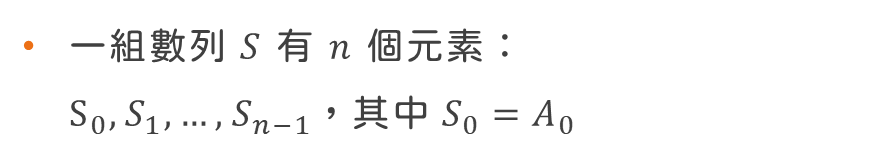 • 一組數列 S 有 n 個元素：
S₀, S₁, … , Sₙ₋₁，其中 S₀ = A₀